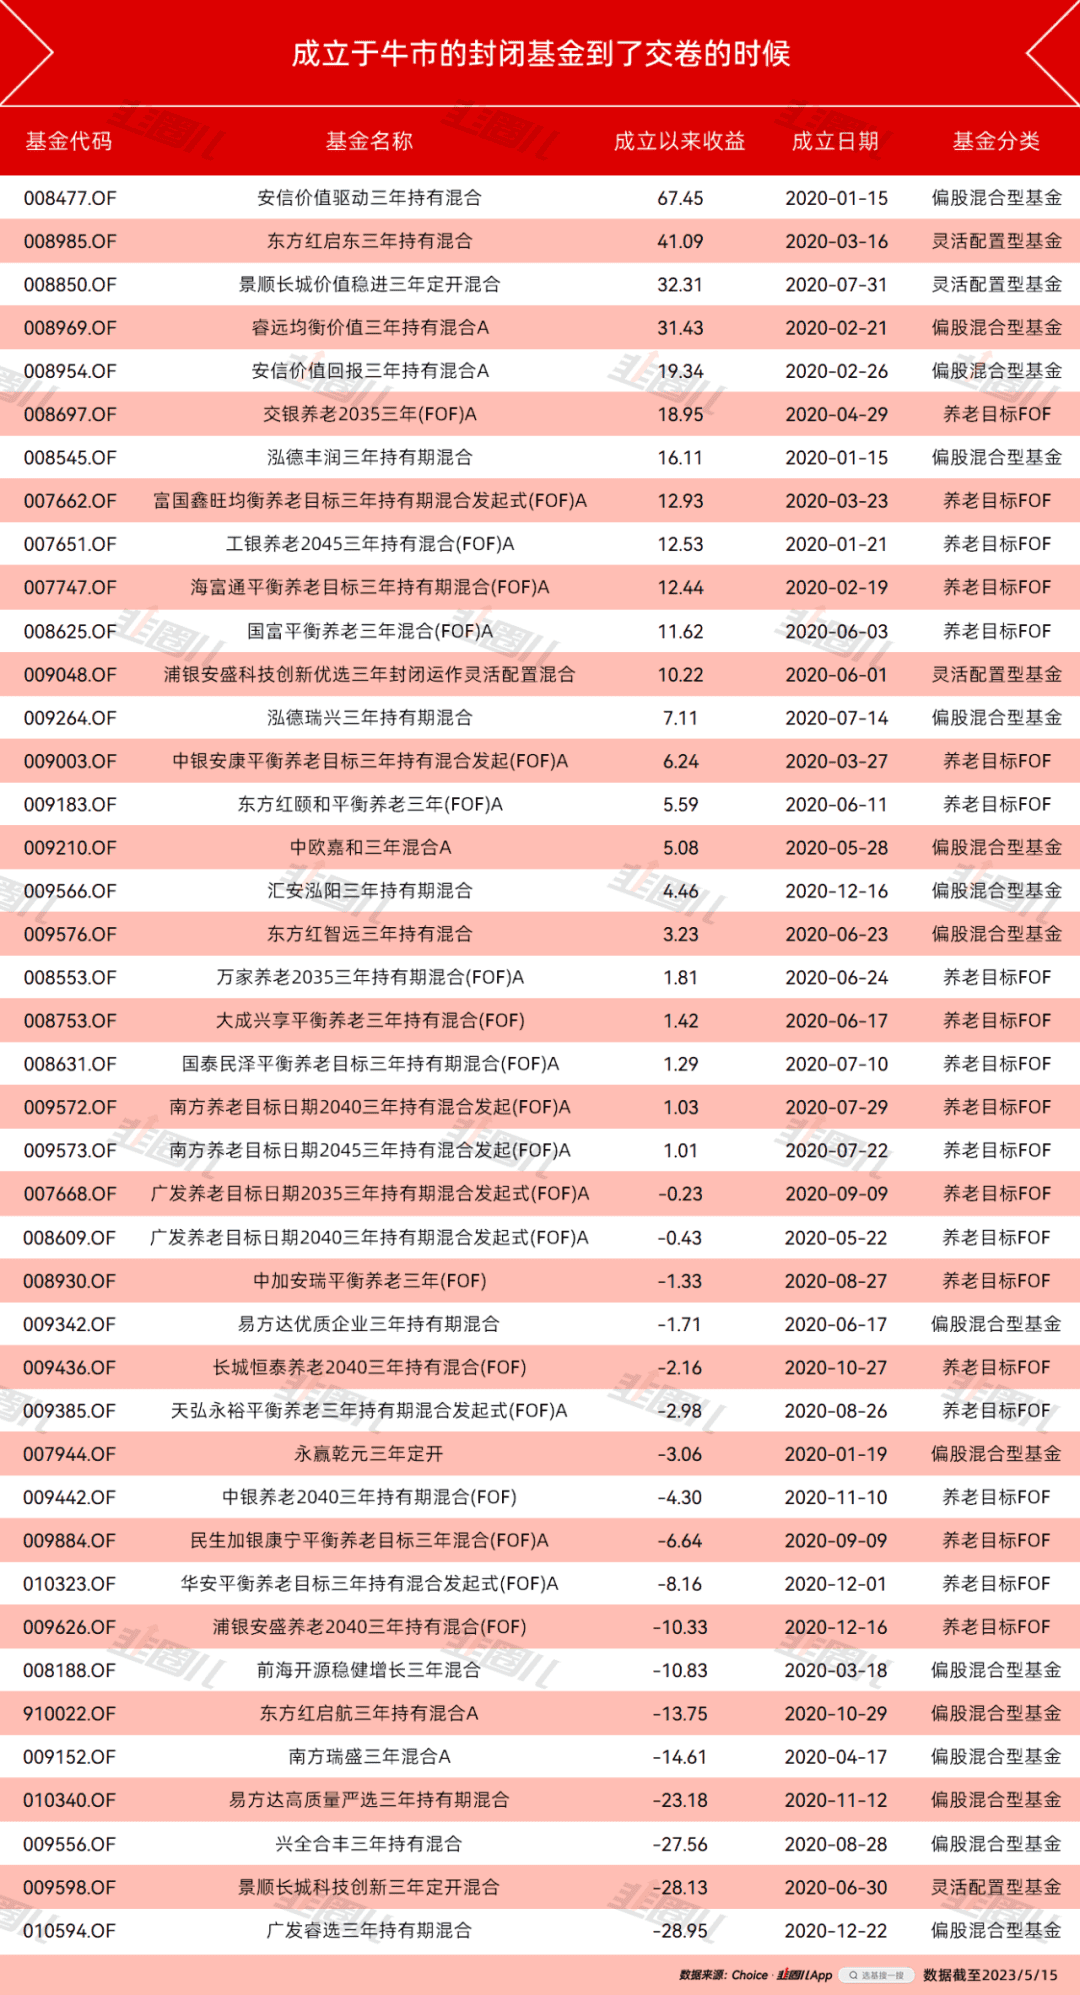 成立于牛市的封闭基金到了交卷的时候
基金代码 基金名称 成立以来收益 成立日期 基金分类
008477.OF 安信价值驱动三年持有混合 67.45 2020-01-15 偏股混合型基金
008985.OF 东方红启东三年持有混合 41.09 2020-03-16 灵活配置型基金
008850.OF 景顺长城价值稳进三年定开混合 32.31 2020-07-31 灵活配置型基金
008969.OF 睿远均衡价值三年持有混合A 31.43 2020-02-21 偏股混合型基金
008954.OF 安信价值回报三年持有混合A 19.34 2020-02-26 偏股混合型基金
008697.OF 交银养老2035三年(FOF)A 18.95 2020-04-29 养老目标FOF
008545.OF 泓德丰润三年持有期混合 16.11 2020-01-15 偏股混合型基金
007662.OF 富国鑫旺均衡养老目标三年持有期混合发起式(FOF)A 12.93 2020-03-23 养老目标FOF
007651.OF 工银养老2045三年持有混合(FOF)A 12.53 2020-01-21 养老目标FOF
007747.OF 海富通平衡养老目标三年持有期混合(FOF)A 12.44 2020-02-19 养老目标FOF
008625.OF 国富平衡养老三年混合(FOF)A 11.62 2020-06-03 养老目标FOF
009048.OF 浦银安盛科技创新优选三年封闭运作灵活配置混合 10.22 2020-06-01 灵活配置型基金
009264.OF 泓德瑞兴三年持有期混合 7.11 2020-07-14 偏股混合型基金
009003.OF 中银安康平衡养老目标三年持有混合发起(FOF)A 6.24 2020-03-27 养老目标FOF
009183.OF 东方红颐和平衡养老三年(FOF)A 5.59 2020-06-11 养老目标FOF
009210.OF 中欧嘉和三年混合A 5.08 2020-05-28 偏股混合型基金
009566.OF 汇安泓阳三年持有期混合 4.46 2020-12-16 偏股混合型基金
009576.OF 东方红智远三年持有混合 3.23 2020-06-23 偏股混合型基金
008553.OF 万家养老2035三年持有期混合(FOF)A 1.81 2020-06-24 养老目标FOF
008753.OF 大成兴享平衡养老三年持有混合(FOF) 1.42 2020-06-17 养老目标FOF
008631.OF 国泰民泽平衡养老目标三年持有期混合(FOF)A 1.29 2020-07-10 养老目标FOF
009572.OF 南方养老目标日期2040三年持有混合发起(FOF)A 1.03 2020-07-29 养老目标FOF
009573.OF 南方养老目标日期2045三年持有混合发起(FOF)A 1.01 2020-07-22 养老目标FOF
007668.OF 广发养老目标日期2035三年持有期混合发起式(FOF)A -0.23 2020-09-09 养老目标FOF
008609.OF 广发养老目标日期2040三年持有期混合发起式(FOF)A -0.43 2020-05-22 养老目标FOF
008930.OF 中加安瑞平衡养老三年(FOF) -1.33 2020-08-27 养老目标FOF
009342.OF 易方达优质企业三年持有期混合 -1.71 2020-06-17 偏股混合型基金
009436.OF 长城恒泰养老2040三年持有混合(FOF) -2.16 2020-10-27 养老目标FOF
009385.OF 天弘永裕平衡养老三年持有期混合发起式(FOF)A -2.98 2020-08-26 养老目标FOF
007944.OF 永赢乾元三年定开 -3.06 2020-01-19 偏股混合型基金
009442.OF 中银养老2040三年持有期混合(FOF) -4.30 2020-11-10 养老目标FOF
009884.OF 民生加银康宁平衡养老目标三年混合(FOF)A -6.64 2020-09-09 养老目标FOF
010323.OF 华安平衡养老目标三年持有混合发起式(FOF)A -8.16 2020-12-01 养老目标FOF
009626.OF 浦银安盛养老2040三年持有混合(FOF) -10.33 2020-12-16 养老目标FOF
008188.OF 前海开源稳健增长三年混合 -10.83 2020-03-18 偏股混合型基金
910022.OF 东方红启航三年持有混合A -13.75 2020-10-29 偏股混合型基金
009152.OF 南方瑞盛三年混合A -14.61 2020-04-17 偏股混合型基金
010340.OF 易方达高质量严选三年持有期混合 -23.18 2020-11-12 偏股混合型基金
009556.OF 兴全合丰三年持有混合 -27.56 2020-08-28 偏股混合型基金
009598.OF 景顺长城科技创新三年定开混合 -28.13 2020-06-30 灵活配置型基金
010594.OF 广发睿选三年持有期混合 -28.95 2020-12-22 偏股混合型基金
数据来源：Choice · 韭圈儿App 选基搜一搜 数据截至2023/5/15